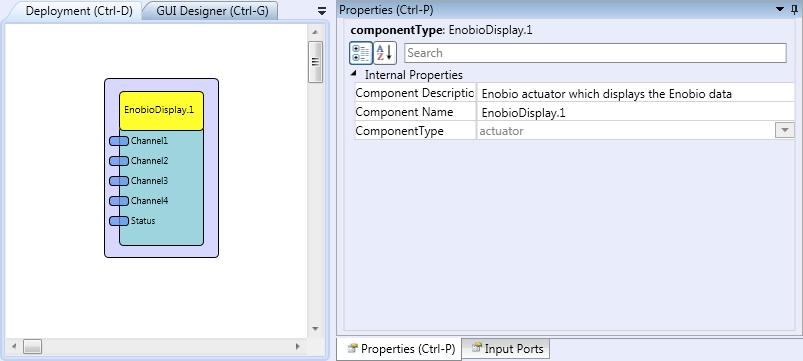 Deployment (Ctrl-D)
GUI Designer (Ctrl-G)
EnobioDisplay.1
Channel1
Channel2
Channel3
Channel4
Status
Properties (Ctrl-P)
componentType: EnobioDisplay.1
Search
Internal Properties
Component Descriptio Enobio actuator which displays the Enobio data
Component Name EnobioDisplay.1
ComponentType actuator
Properties (Ctrl-P)
Input Ports